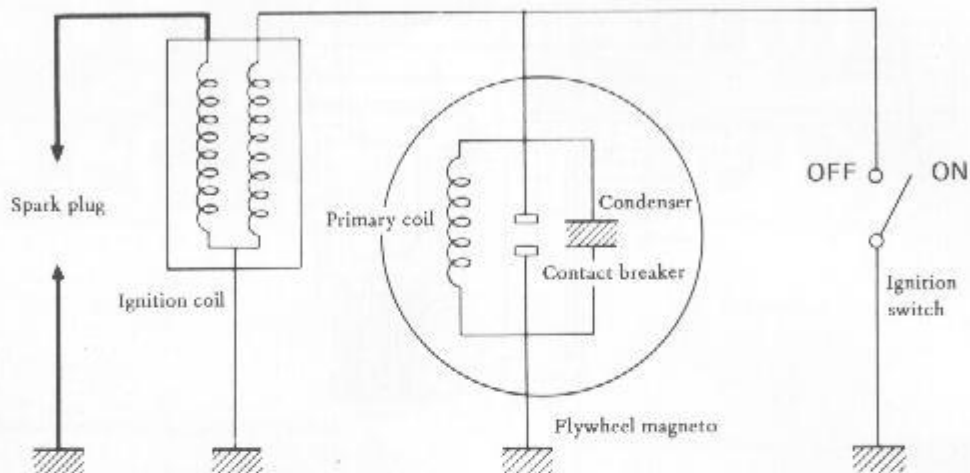 OFF
ON
Spark plug
Primary coil
Condenser
Contact breaker
Ignition coil
Ignition
switch
Flywheel magneto